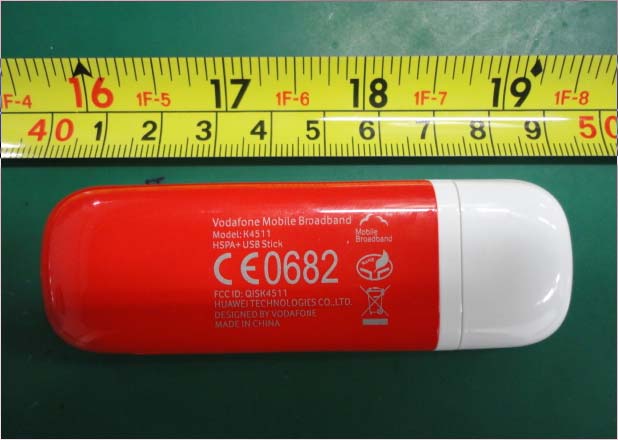 1F-4 16 1F-5 17 1F-6 18 1F-7 19 1F-8
40 1 2 3 4 5 6 7 8 9 50
Vodafone Mobile Broadband
Model: K4511
HSPA+ USB Stick
CE0682
FCC ID: QISK4511
HUAWEI TECHNOLOGIES CO.,LTD.
DESIGNED BY VODAFONE
MADE IN CHINA
Mobile
Broadband